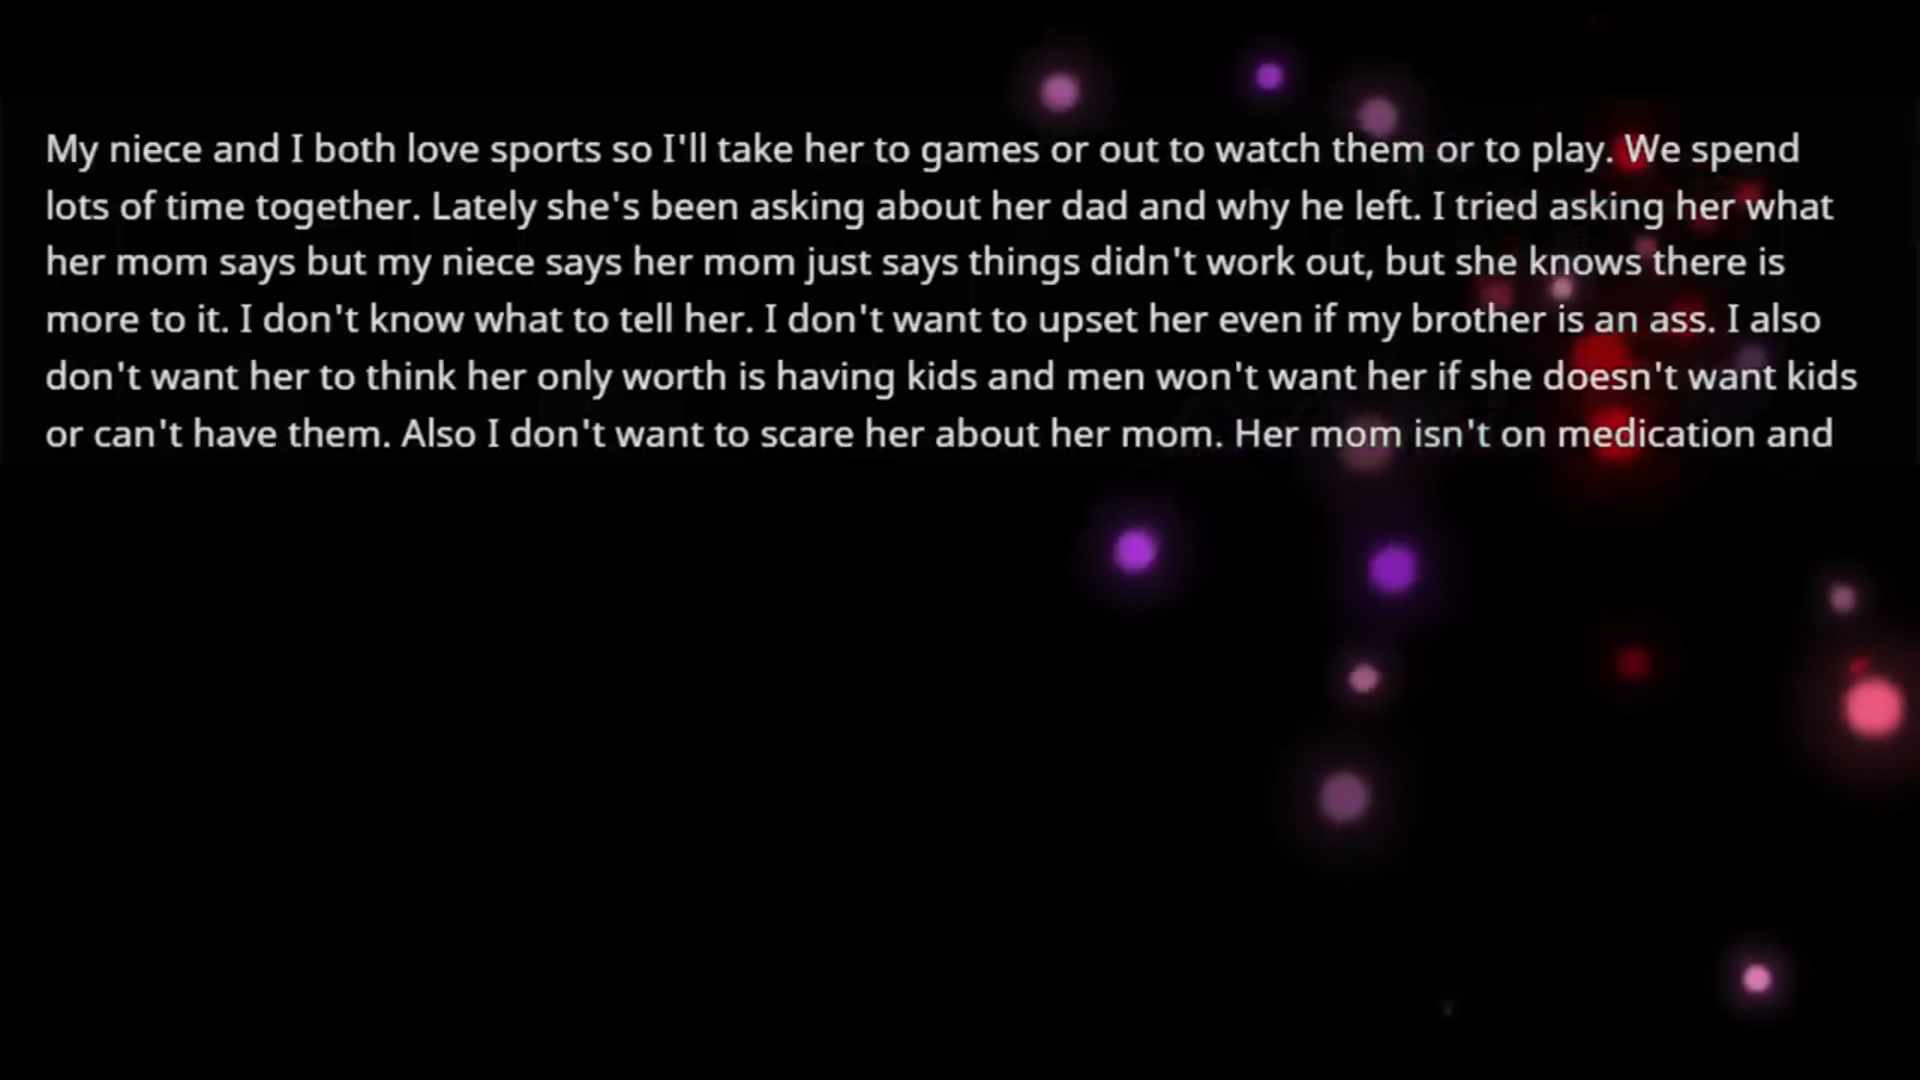 My niece and I both love sports so I'll take her to games or out to watch them or to play. We spend
lots of time together. Lately she's been asking about her dad and why he left. I tried asking her what
her mom says but my niece says her mom just says things didn't work out, but she knows there is
more to it. I don't know what to tell her. I don't want to upset her even if my brother is an ass. I also
don't want her to think her only worth is having kids and men won't want her if she doesn't want kids
or can't have them. Also I don't want to scare her about her mom. Her mom isn't on medication and